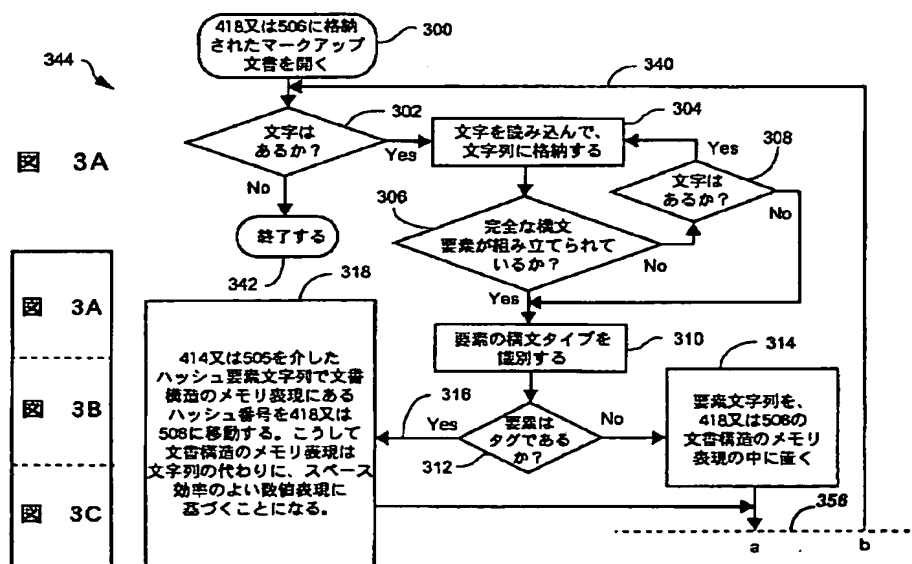 418又は506に格納
されたマークアップ
文書を開く
300
344
340
302
文字は
あるか？
Yes
304
文字を読み込んで、
文字列に格納する
308
Yes
図 3A
文字は
あるか？
No
No
306
完全な構文
要素が組み立てられて
いるか？
No
終了する
342
318
Yes
図 3A
要素の構文タイプを
識別する
310
314
414又は505を介した
ハッシュ要素文字列で文書
構造のメモリ表現にある
ハッシュ番号を418又は
506に移動する。こうして
文書構造のメモリ表現は
文字列の代わりに、スペース
効率のよい数値表現に
基づくことになる。
316
Yes
要素は
タグである
か？
No
312
要素文字列を、
418又は506の
文書構造のメモリ
表現の中に置く
図 3B
図 3C
356
a
b